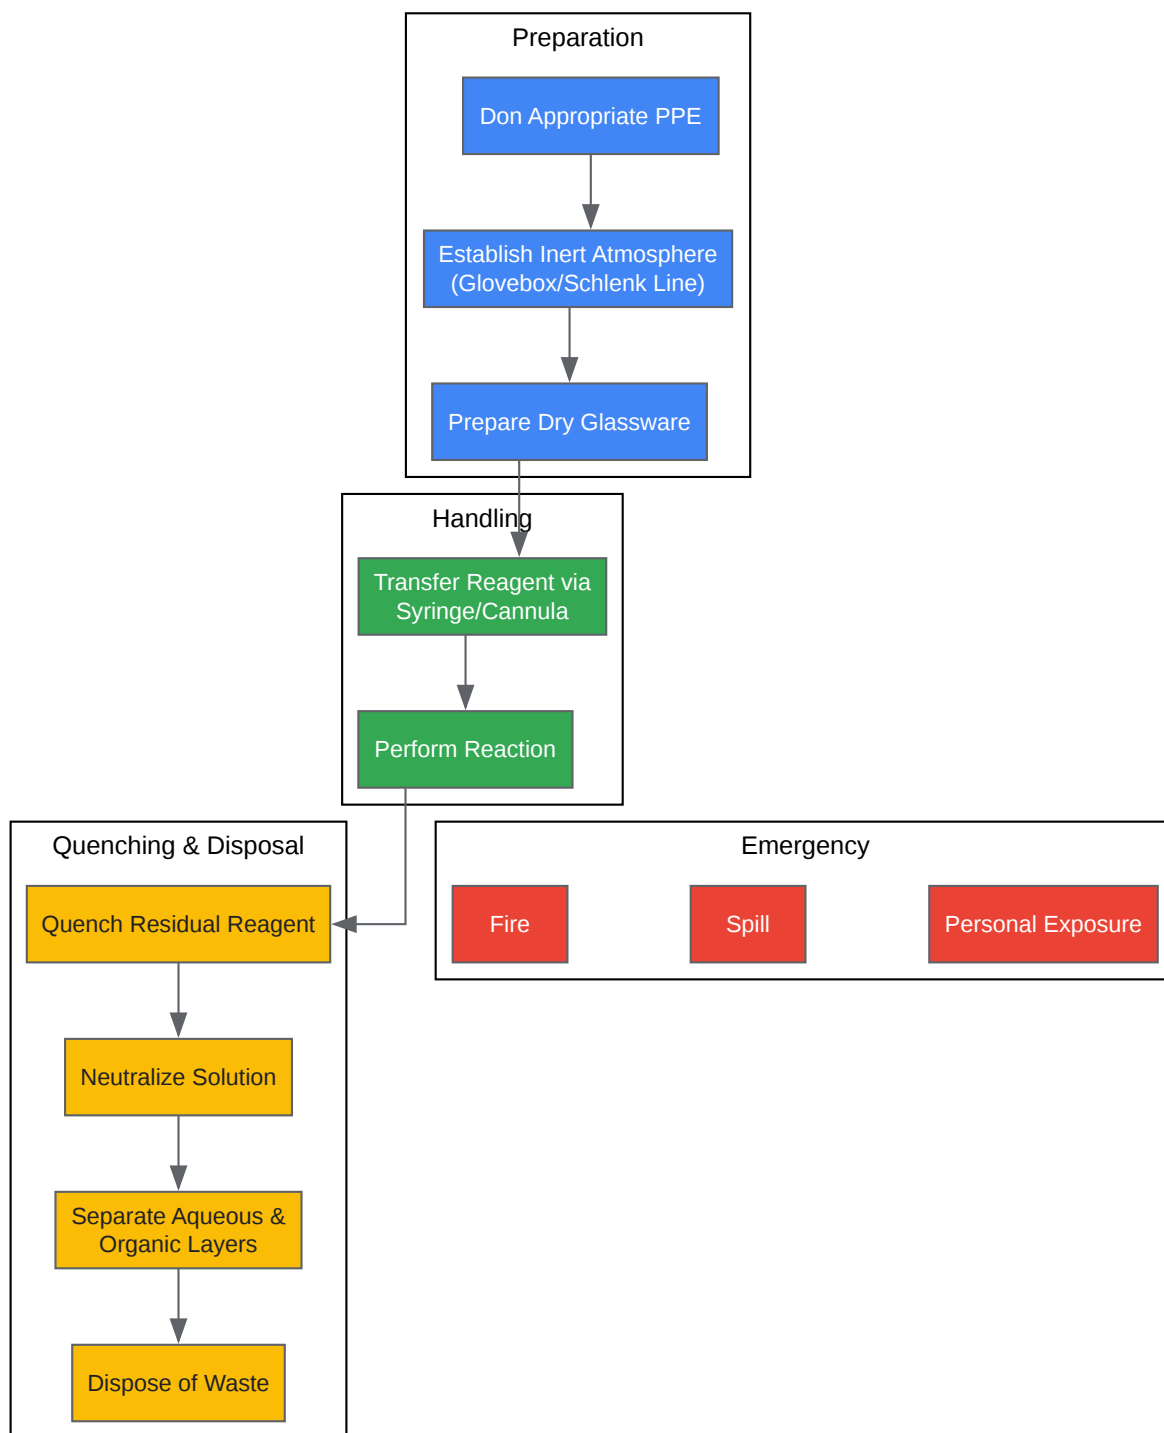 Preparation
Don Appropriate PPE
Establish Inert Atmosphere
(Glovebox/Schlenk Line)
Prepare Dry Glassware
Handling
Transfer Reagent via
Syringe/Cannula
Perform Reaction
Quenching & Disposal
Quench Residual Reagent
Neutralize Solution
Separate Aqueous &
Organic Layers
Dispose of Waste
Emergency
Fire
Spill
Personal Exposure